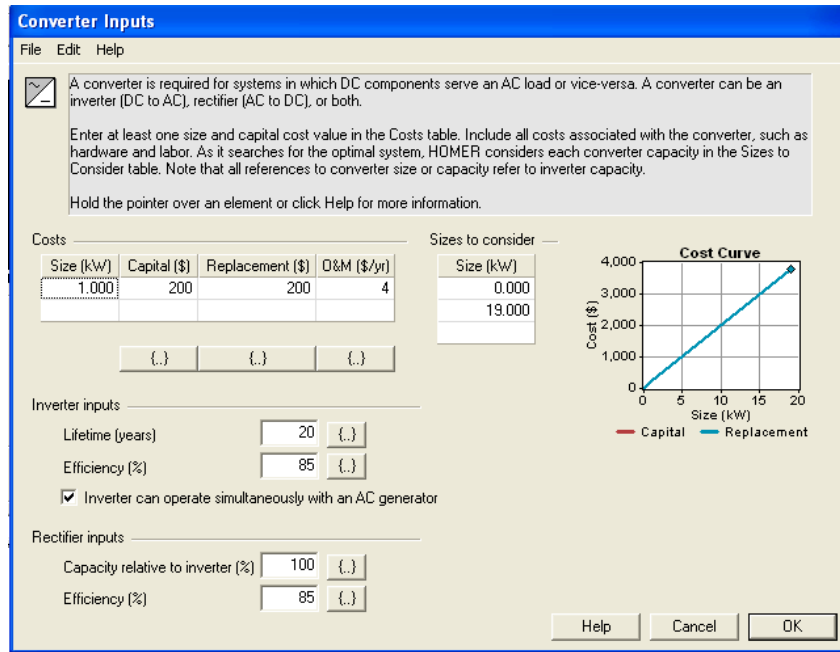 Converter Inputs
File Edit Help
A converter is required for systems in which DC components serve an AC load or vice-versa. A converter can be an
inverter (DC to AC), rectifier (AC to DC), or both.
Enter at least one size and capital cost value in the Costs table. Include all costs associated with the converter, such as
hardware and labor. As it searches for the optimal system, HOMER considers each converter capacity in the Sizes to
Consider table. Note that all references to converter size or capacity refer to inverter capacity.
Hold the pointer over an element or click Help for more information.
Costs
Size (kW) Capital ($) Replacement ($) O&M ($/yr)
1.000 200 200 4
{..} {..} {..}
Sizes to consider
Size (kW)
0.000
19.000
Cost Curve
4,000
3,000
2,000
1,000
0
Cost ($)
0 5 10 15 20
Size (kW)
Capital Replacement
Inverter inputs
Lifetime (years) 20 {..}
Efficiency (%) 85 {..}
Inverter can operate simultaneously with an AC generator
Rectifier inputs
Capacity relative to inverter (%) 100 {..}
Efficiency (%) 85 {..}
Help Cancel OK